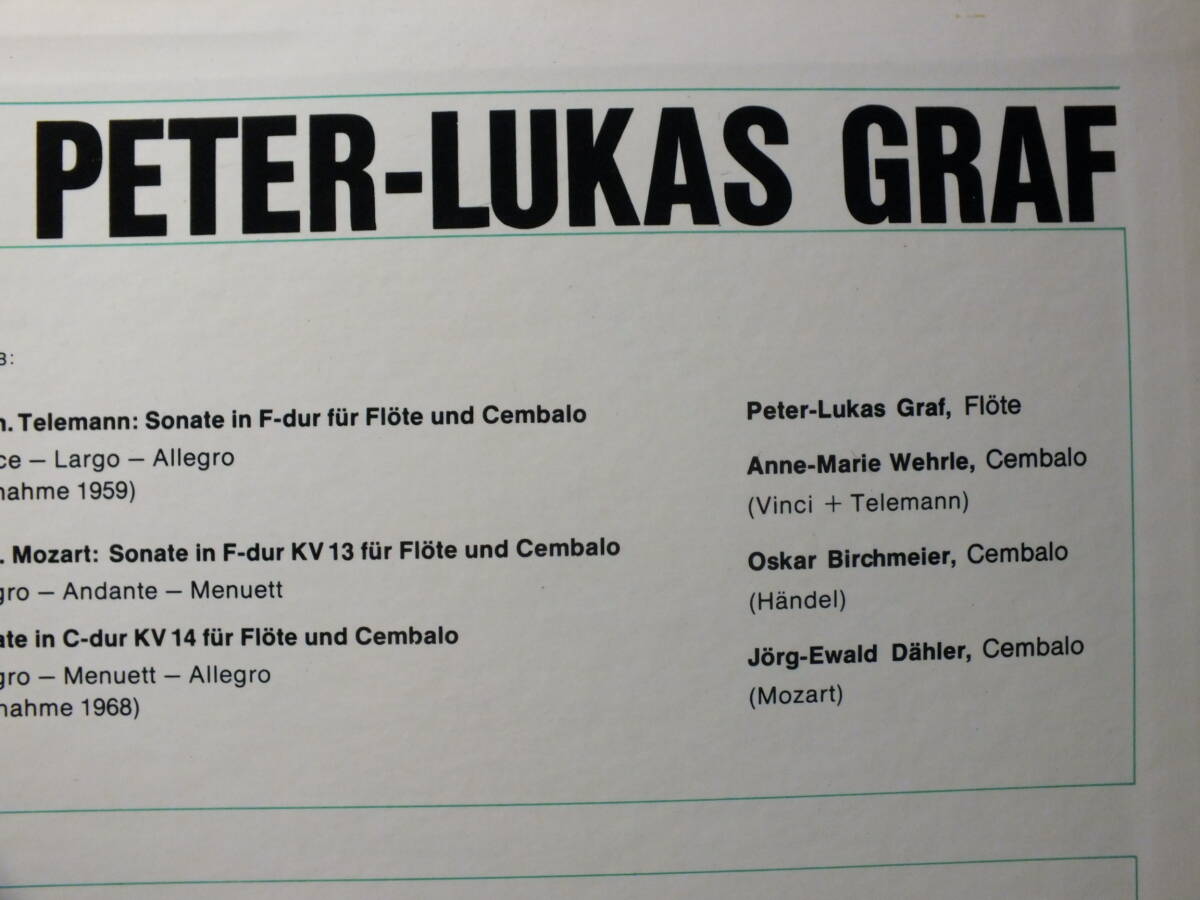 PETER-LUKAS GRAF
B:
n. Telemann: Sonate in F-dur für Flöte und Cembalo
ce – Largo – Allegro
nahme 1959)
. Mozart: Sonate in F-dur KV 13 für Flöte und Cembalo
gro – Andante – Menuett
ate in C-dur KV 14 für Flöte und Cembalo
gro – Menuett – Allegro
nahme 1968)
Peter-Lukas Graf, Flöte
Anne-Marie Wehrle, Cembalo
(Vinci + Telemann)
Oskar Birchmeier, Cembalo
(Händel)
Jörg-Ewald Dähler, Cembalo
(Mozart)